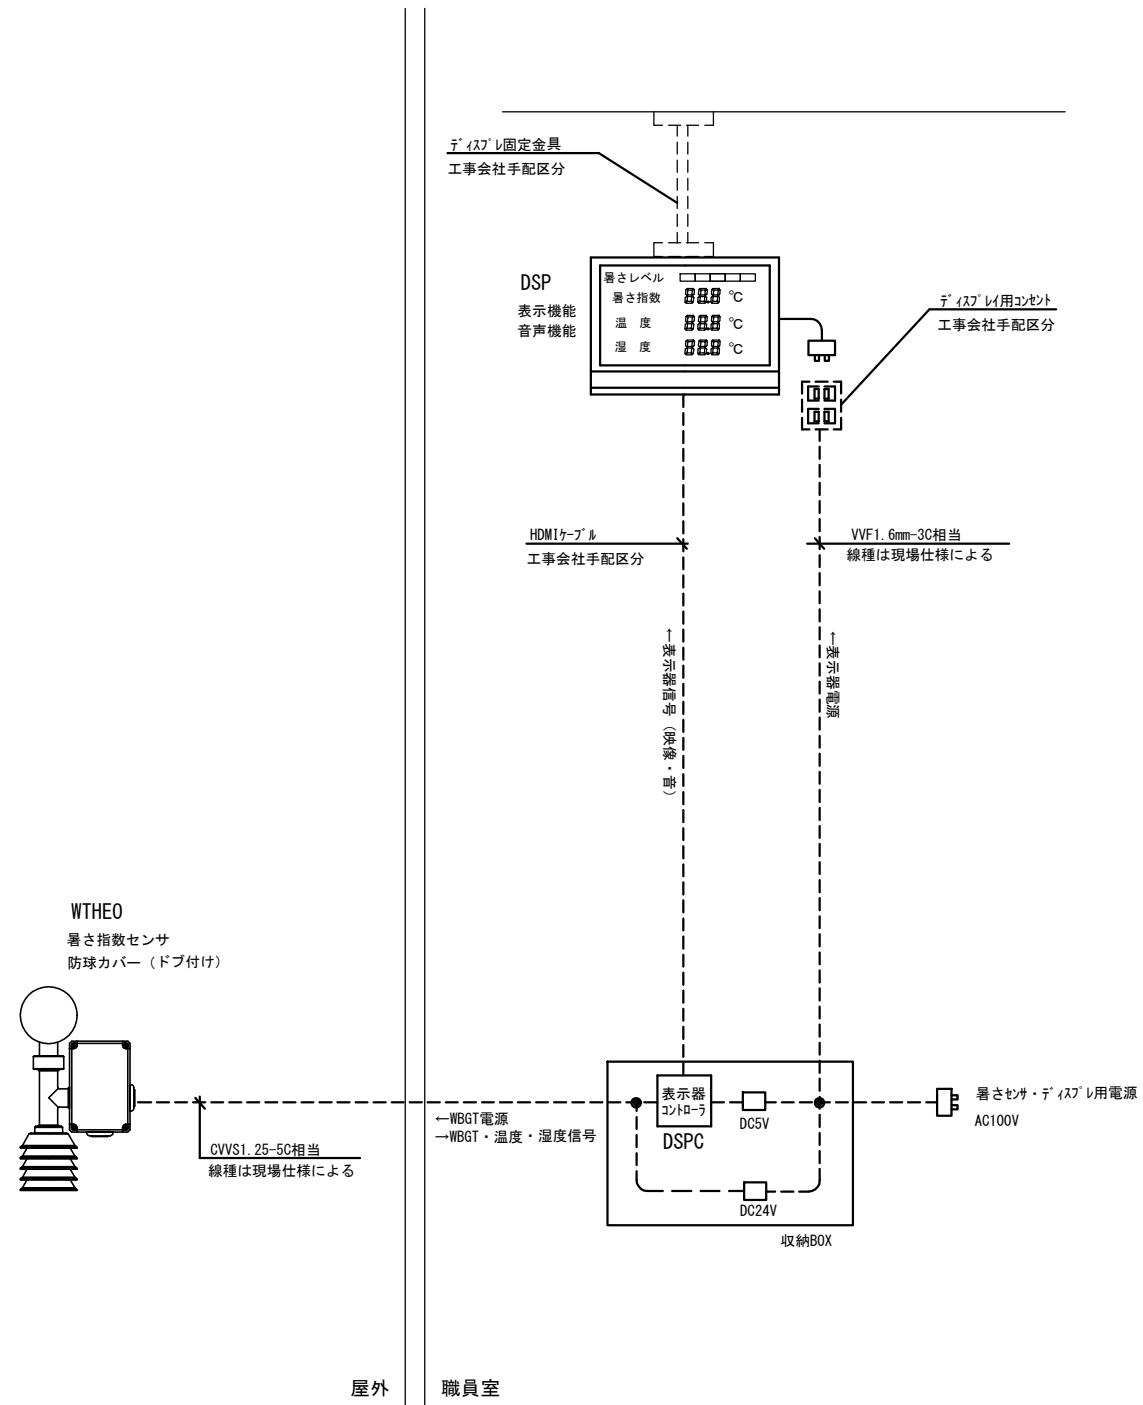 ﾃﾞｨｽﾌﾟﾚ固定金具
工事会社手配区分
DSP
表示機能
音声機能
暑さレベル
暑さ指数 88.8 ℃
温 度 88.8 ℃
湿 度 88.8 ℃
ﾃﾞｨｽﾌﾟﾚｲ用ｺﾝｾﾝﾄ
工事会社手配区分
HDMIｹｰﾌﾞﾙ
工事会社手配区分
VVF1.6mm-3C相当
線種は現場仕様による
←表示器信号（映像・音）
←表示器電源
WTHEO
暑さ指数センサ
防球カバー（ドブ付け）
CVVS1.25-5C相当
線種は現場仕様による
←WBGT電源
→WBGT・温度・湿度信号
表示器
ｺﾝﾄﾛｰﾗ
DSPC
DC5V
DC24V
収納BOX
暑さｾﾝｻ・ﾃﾞｨｽﾌﾟﾚ用電源
AC100V
屋外
職員室